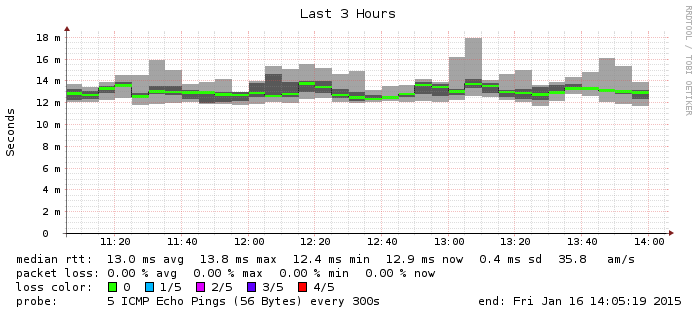 Last 3 Hours
RRDTOOL / TOBI OETIKER
Seconds
18 m
16 m
14 m
12 m
10 m
8 m
6 m
4 m
2 m
0
11:20 11:40 12:00 12:20 12:40 13:00 13:20 13:40 14:00
median rtt: 13.0 ms avg 13.8 ms max 12.4 ms min 12.9 ms now 0.4 ms sd 35.8 am/s
packet loss: 0.00 % avg 0.00 % max 0.00 % min 0.00 % now
loss color: 0 1/5 2/5 3/5 4/5
probe: 5 ICMP Echo Pings (56 Bytes) every 300s end: Fri Jan 16 14:05:19 2015